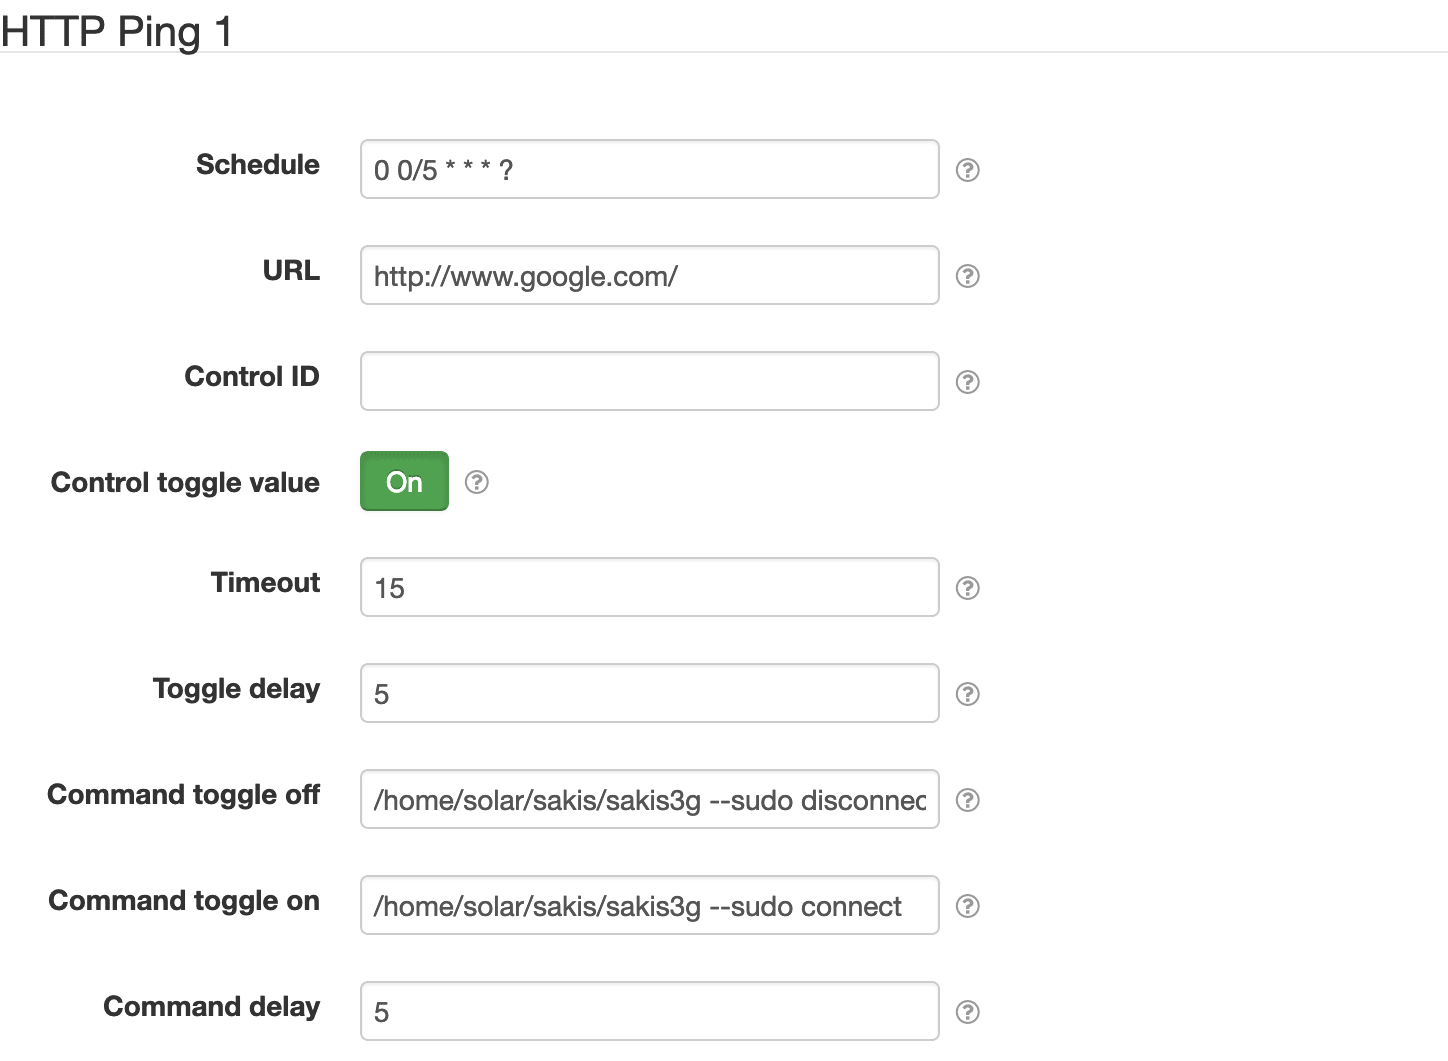 HTTP Ping 1
Schedule
0 0/5 * * * ?
URL
http://www.google.com/
Control ID
Control toggle value
On
Timeout
15
Toggle delay
5
Command toggle off
/home/solar/sakis/sakis3g --sudo disconnec
Command toggle on
/home/solar/sakis/sakis3g --sudo connect
Command delay
5